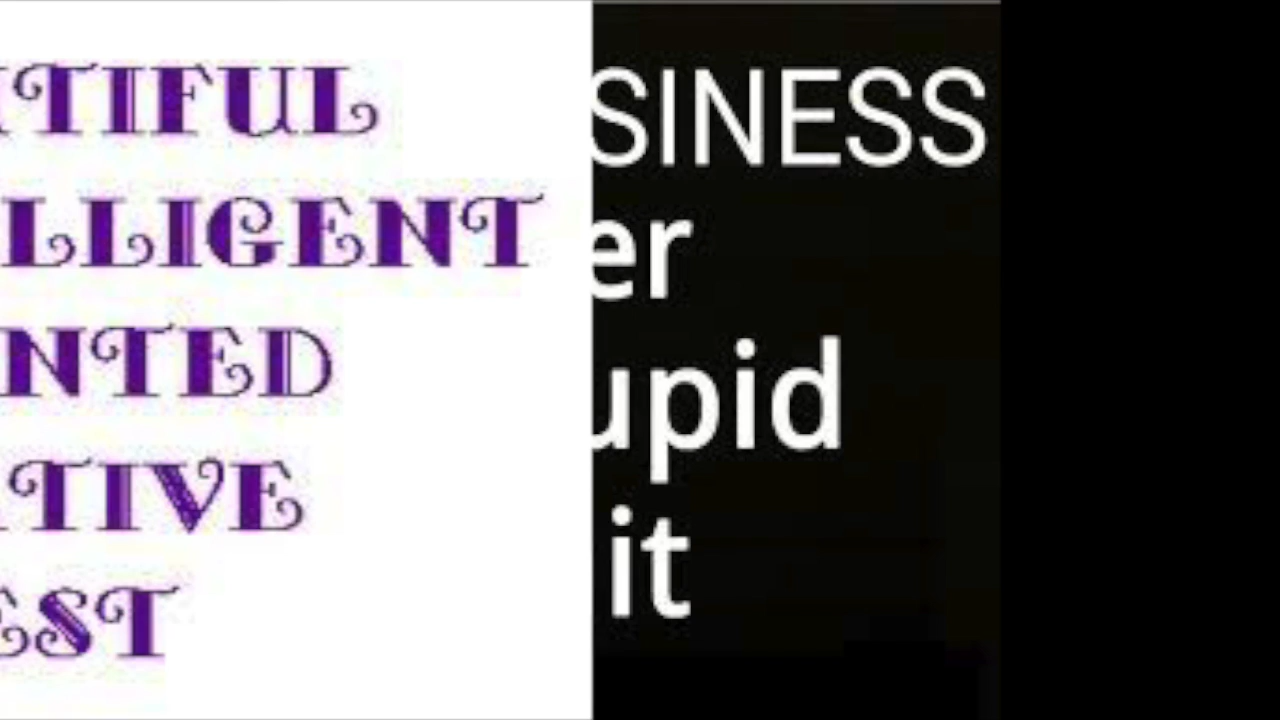 TIFUL
LLIGENT
NTED
TIVE
EST
SINESS
er
upid
it